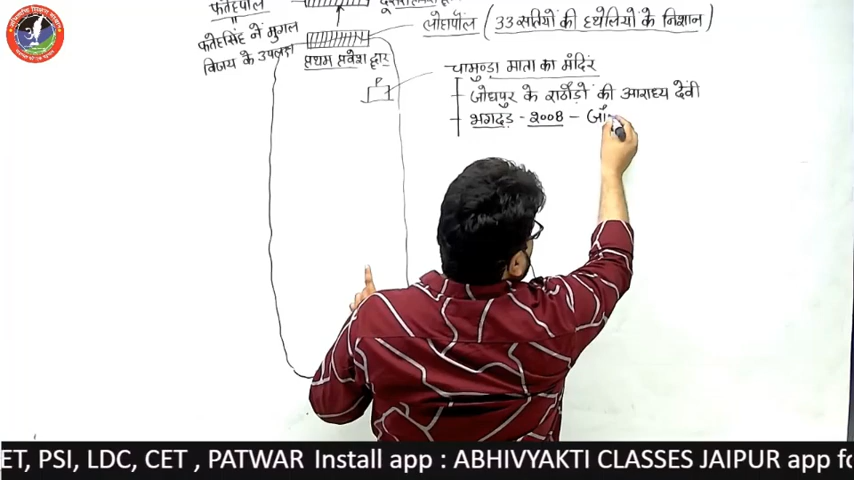 फतेहपोल
फतेहसिंह ने मुगल
विजय के उपलक्ष
लोहापोल (33 सतियों की हथेलियों के निशान)
प्रथम प्रवेश द्वार
चामुण्डा माता का मंदिर
जोधपुर के राठौड़ों की आराध्य देवी
भगदड़ - 2008 - जाँ
ET, PSI, LDC, CET , PATWAR Install app : ABHIVYAKTI CLASSES JAIPUR app fo